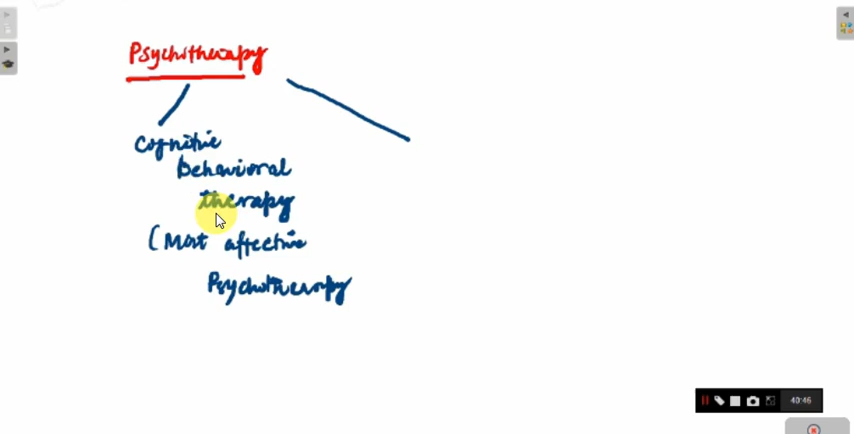 Psychotherapy
Cognitive
Behavioral
therapy
(Most affective
Psychotherapy
40:46